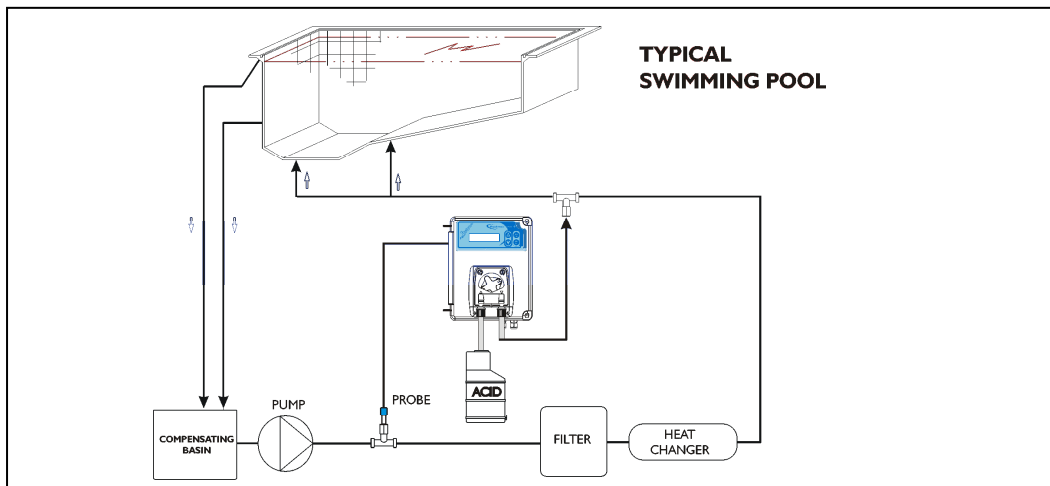 TYPICAL
SWIMMING POOL
ACID
PROBE
PUMP
COMPENSATING
BASIN
FILTER
HEAT
CHANGER